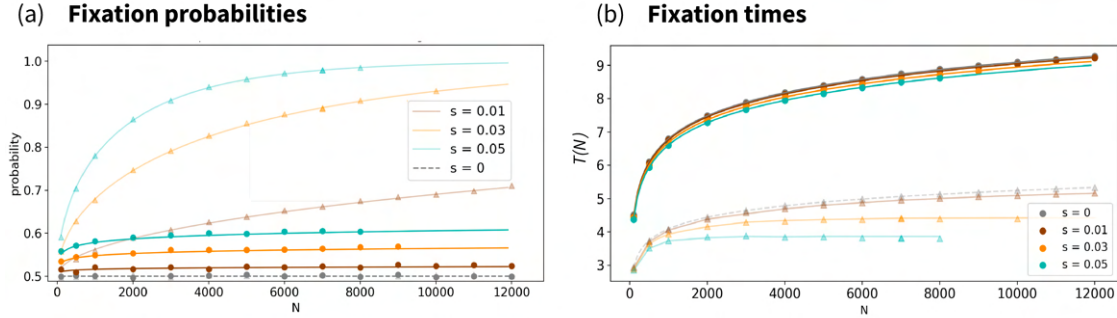 (a) Fixation probabilities
1.0
0.9
0.8
0.7
0.6
0.5
probability
0 2000 4000 6000 8000 10000 12000
N
s = 0.01
s = 0.03
s = 0.05
s = 0
(b) Fixation times
9
8
7
6
5
4
3
T(N)
0 2000 4000 6000 8000 10000 12000
N
s = 0
s = 0.01
s = 0.03
s = 0.05